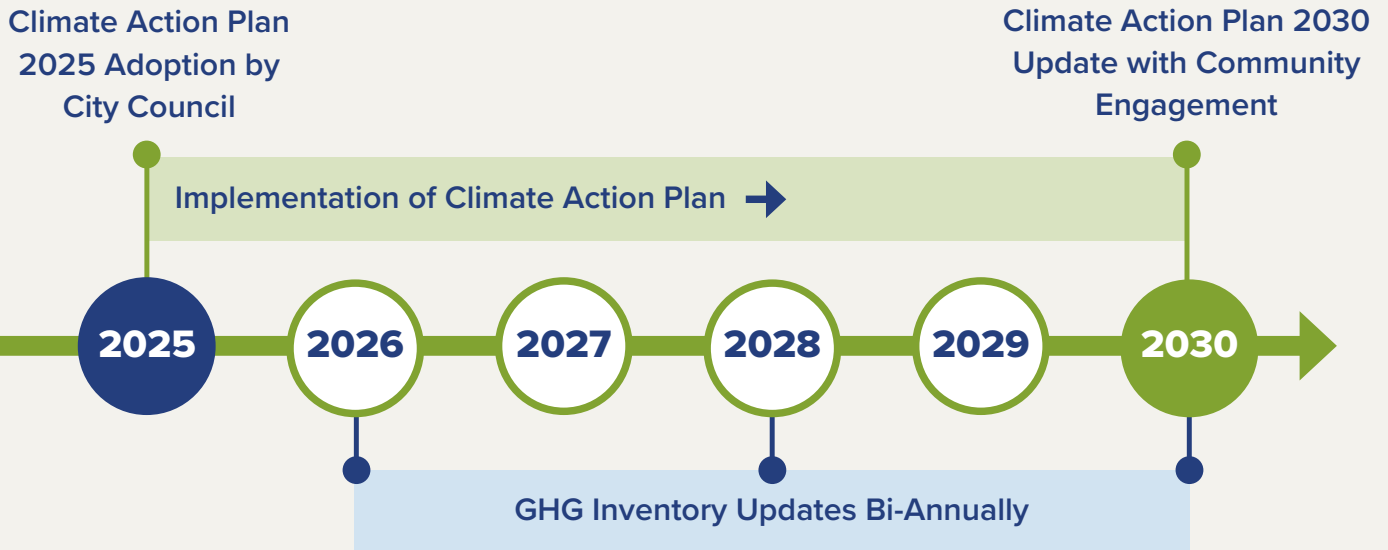 Climate Action Plan
2025 Adoption by
City Council
Climate Action Plan 2030
Update with Community
Engagement
Implementation of Climate Action Plan
2025
2026
2027
2028
2029
2030
GHG Inventory Updates Bi-Annually